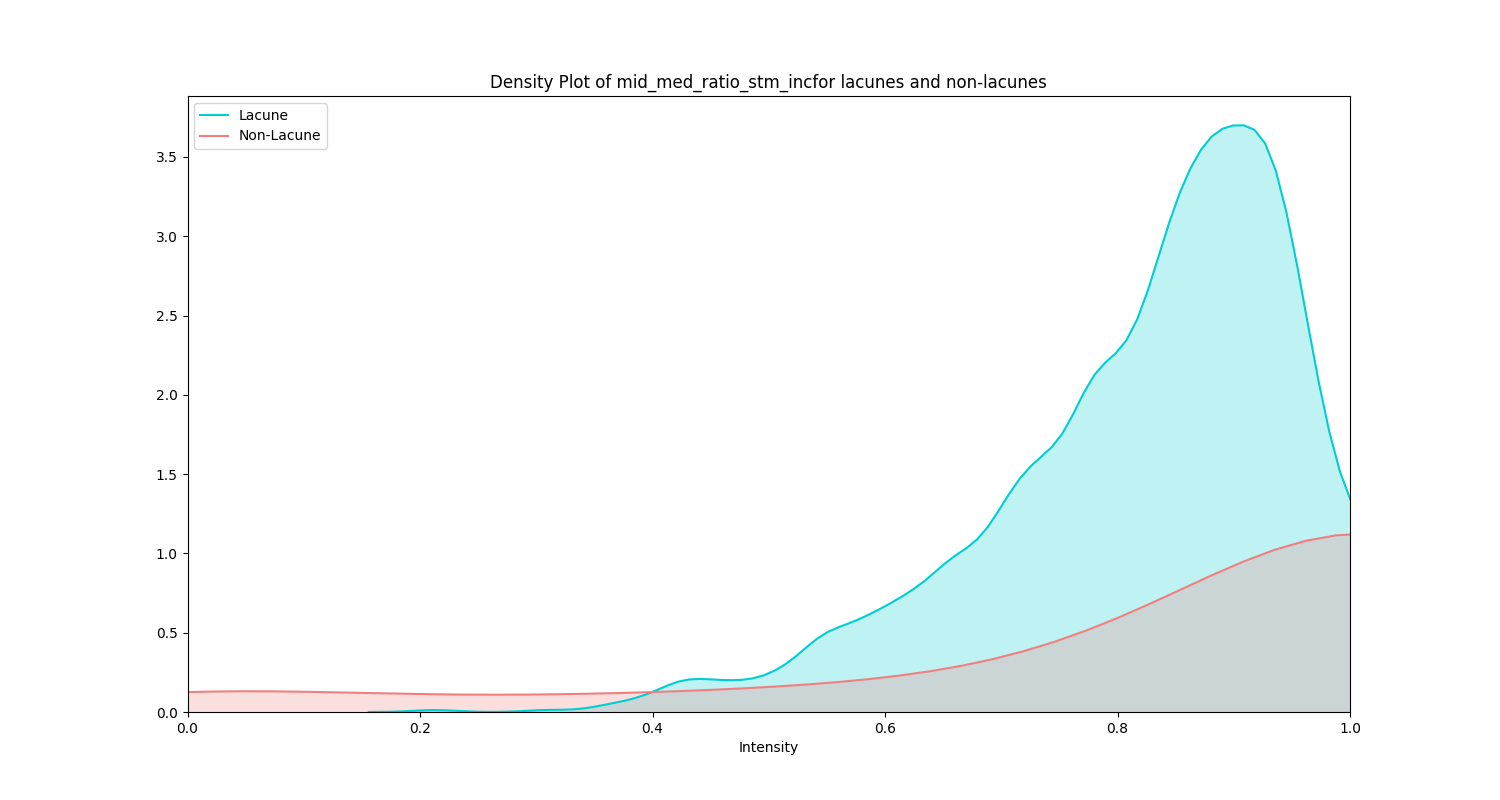 Density Plot of mid_med_ratio_stm_incfor lacunes and non-lacunes
Lacune
Non-Lacune
3.5
3.0
2.5
2.0
1.5
1.0
0.5
0.0
0.0 0.2 0.4 0.6 0.8 1.0
Intensity